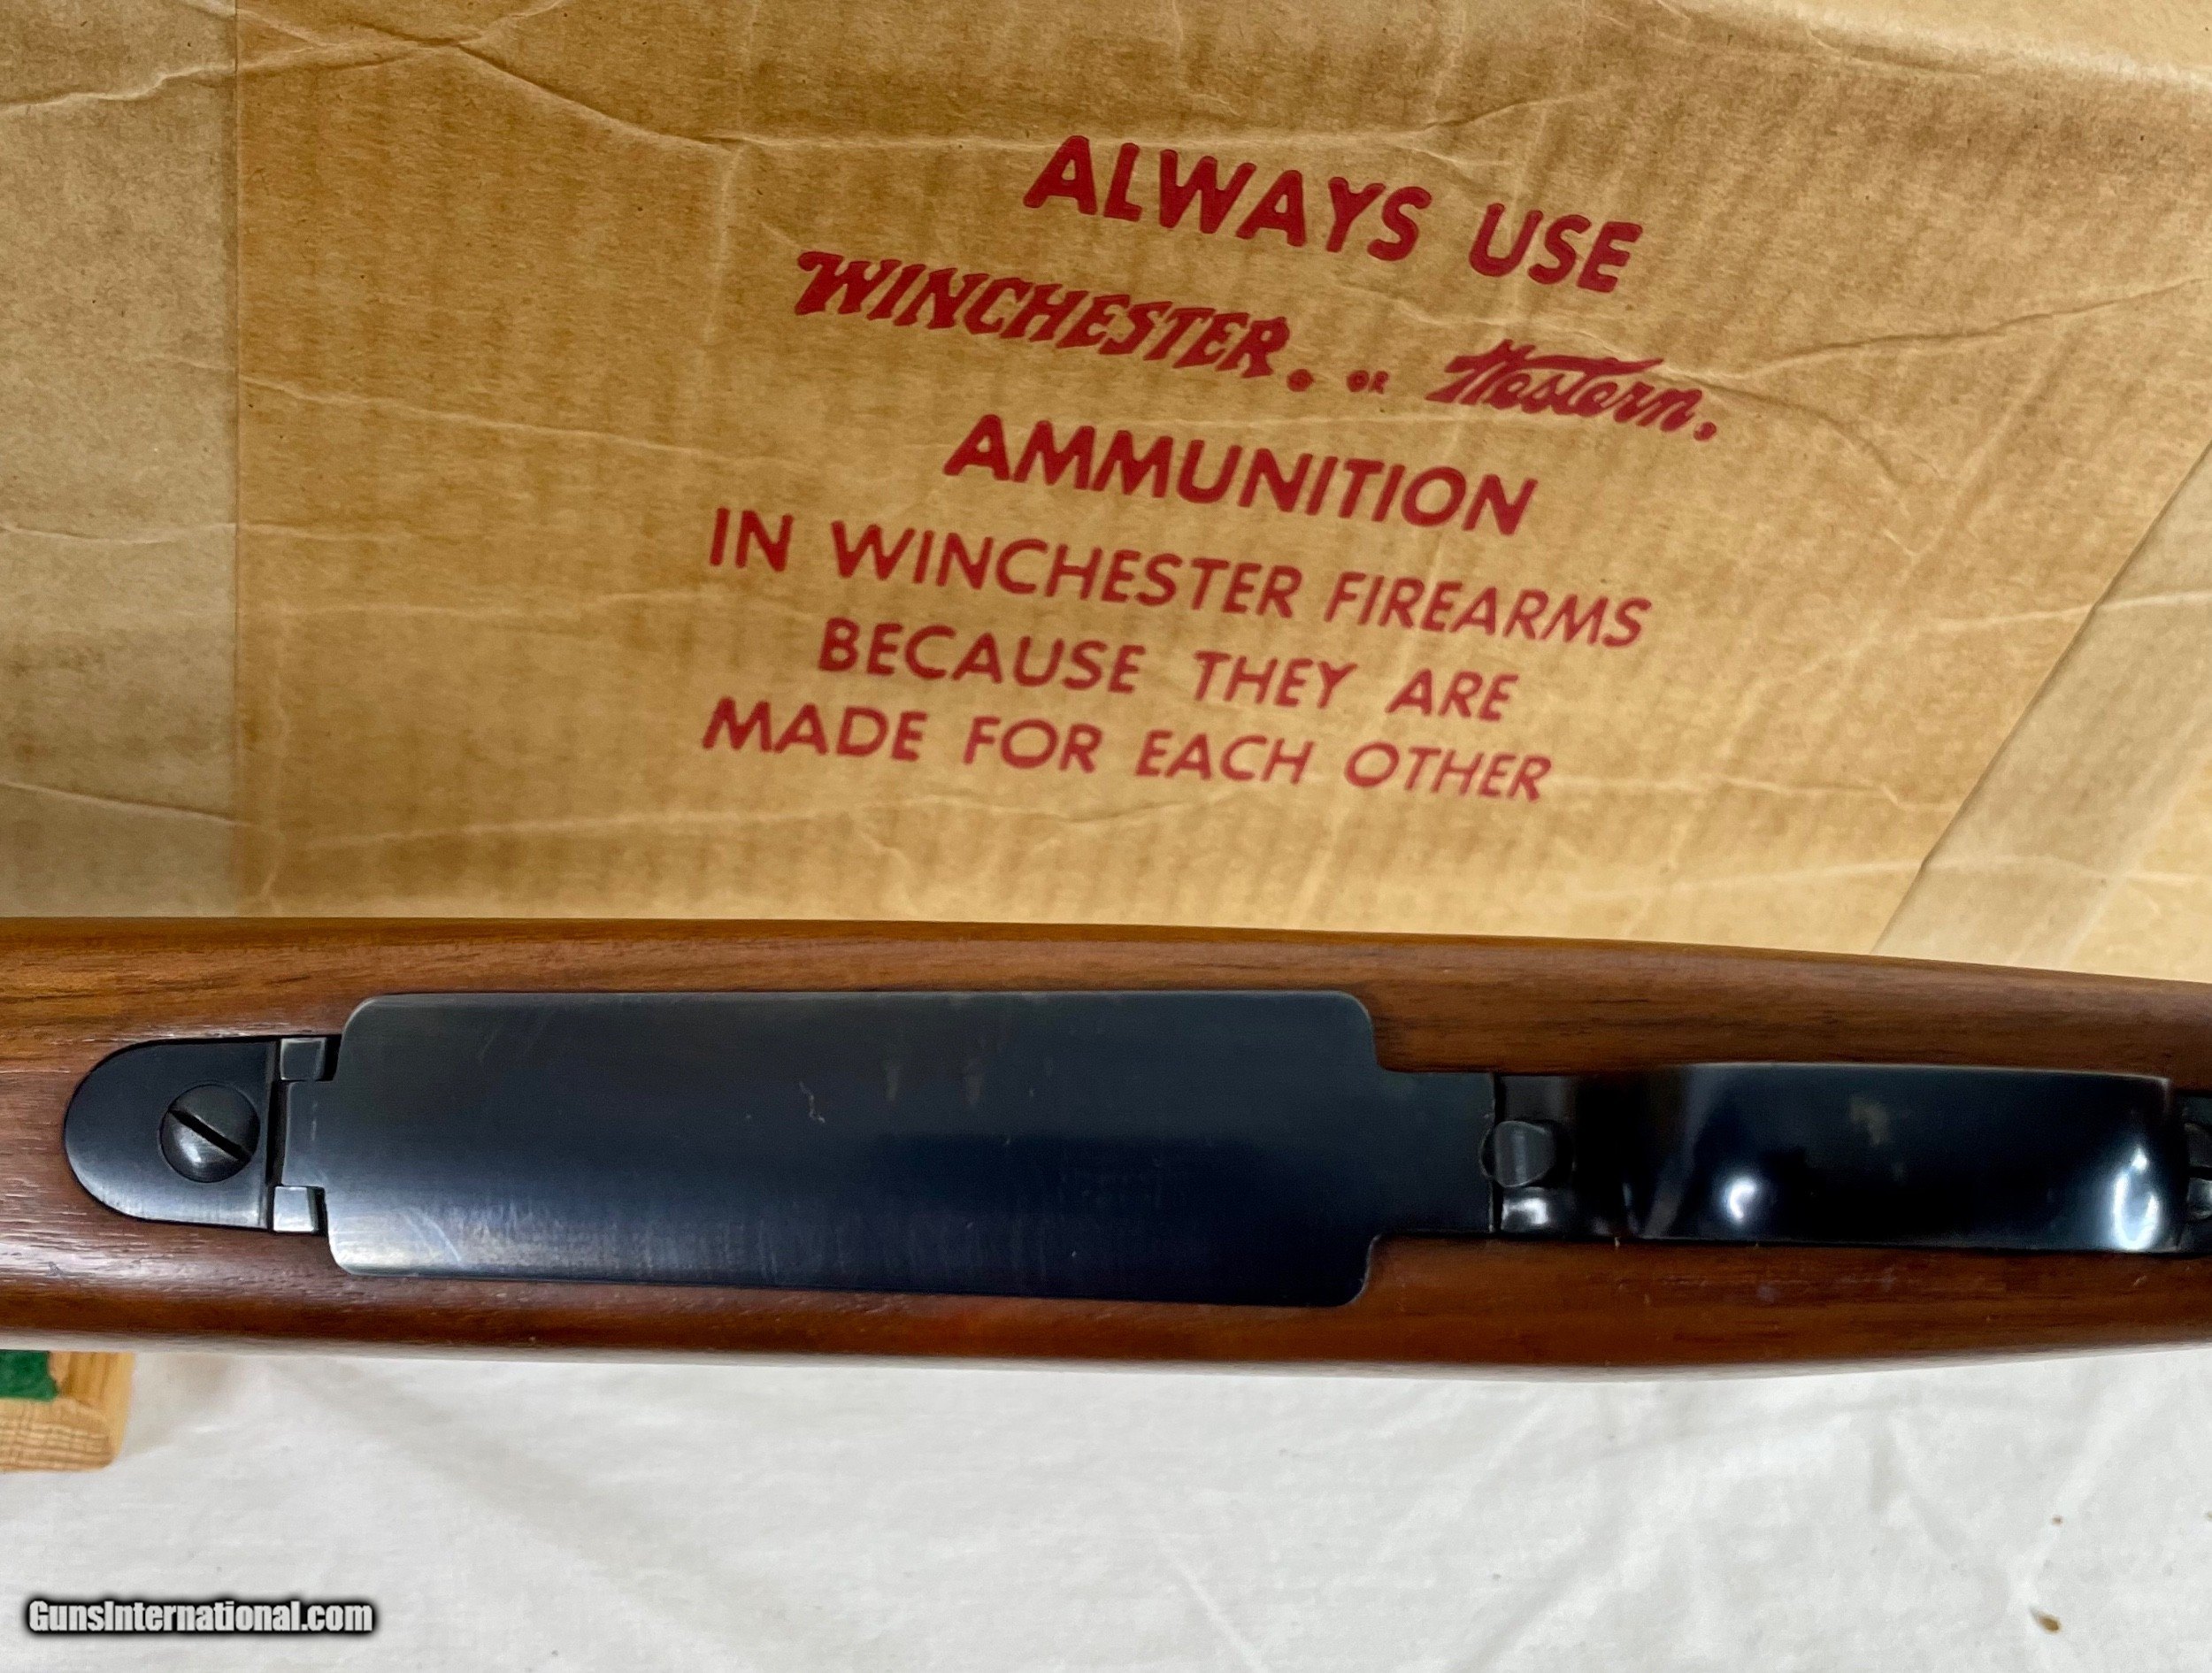 ALWAYS USE
WINCHESTER. OR Western.
AMMUNITION
IN WINCHESTER FIREARMS
BECAUSE THEY ARE
MADE FOR EACH OTHER
GunsInternational.com